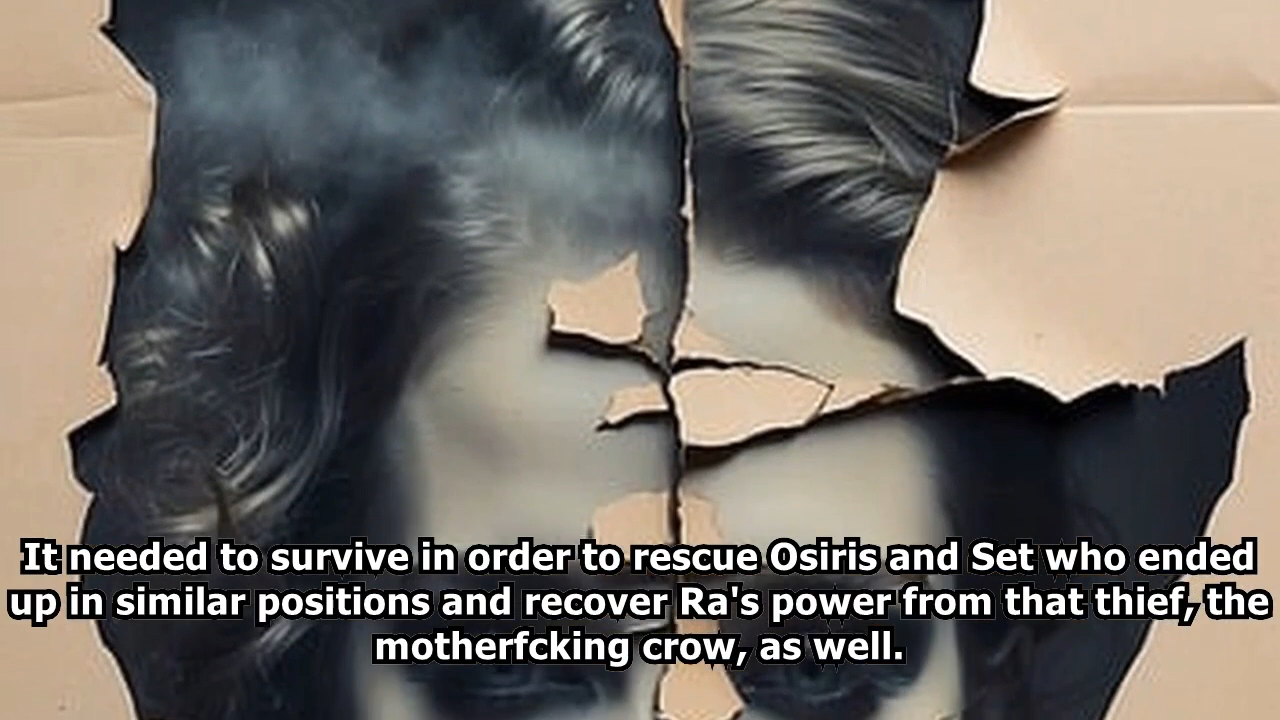 It needed to survive in order to rescue Osiris and Set who ended
up in similar positions and recover Ra's power from that thief, the
motherfcking crow, as well.